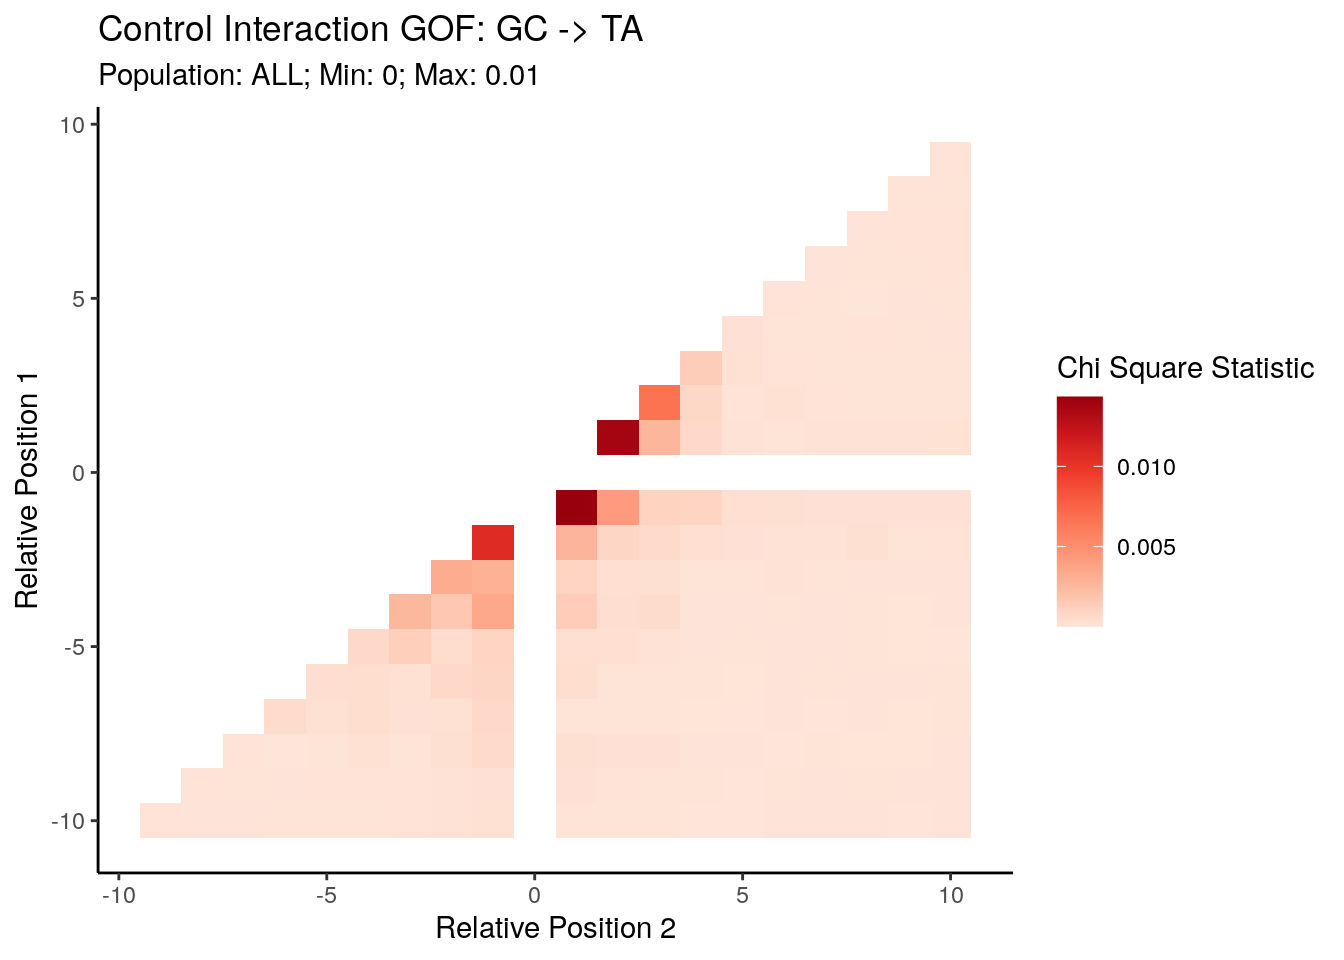 Control Interaction GOF: GC -> TA
Population: ALL; Min: 0; Max: 0.01
10
5
0
-5
-10
Relative Position 1
-10
-5
0
5
10
Relative Position 2
Chi Square Statistic
0.010
0.005